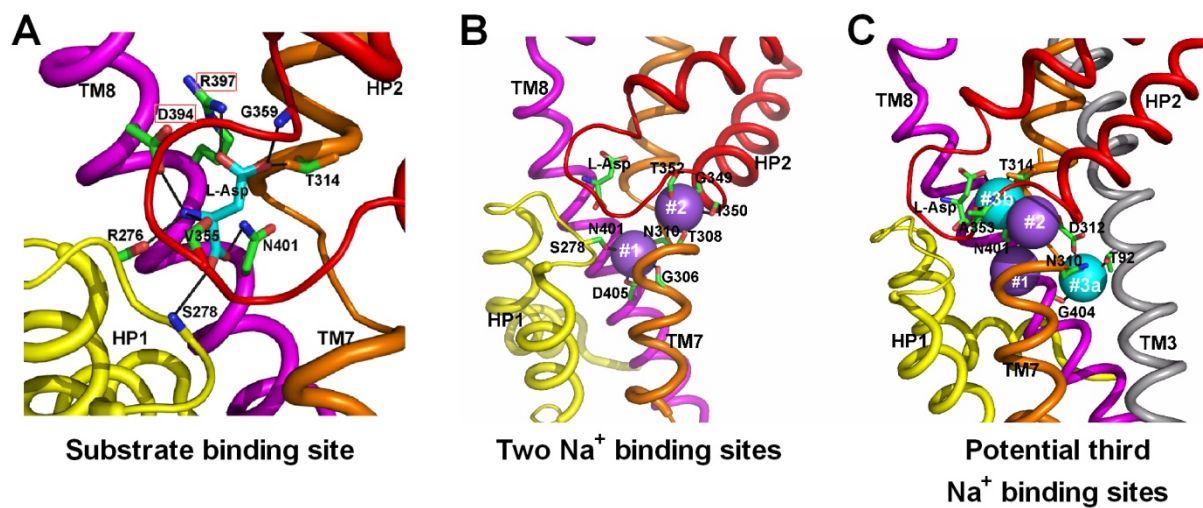 A
R397
TM8
G359
HP2
D394
T314
L-Asp
R276
V355
N401
S278
HP1
TM7
Substrate binding site
B
TM8
L-Asp
T352
G349
HP2
#2
I350
N401
N310
T308
S278
#1
G306
D405
HP1
TM7
Two Na⁺ binding sites
C
TM8
HP2
T314
#3b
L-Asp
#2
D312
A353
N401
N310
T92
#1
#3a
G404
HP1
TM3
TM7
Potential third
Na⁺ binding sites